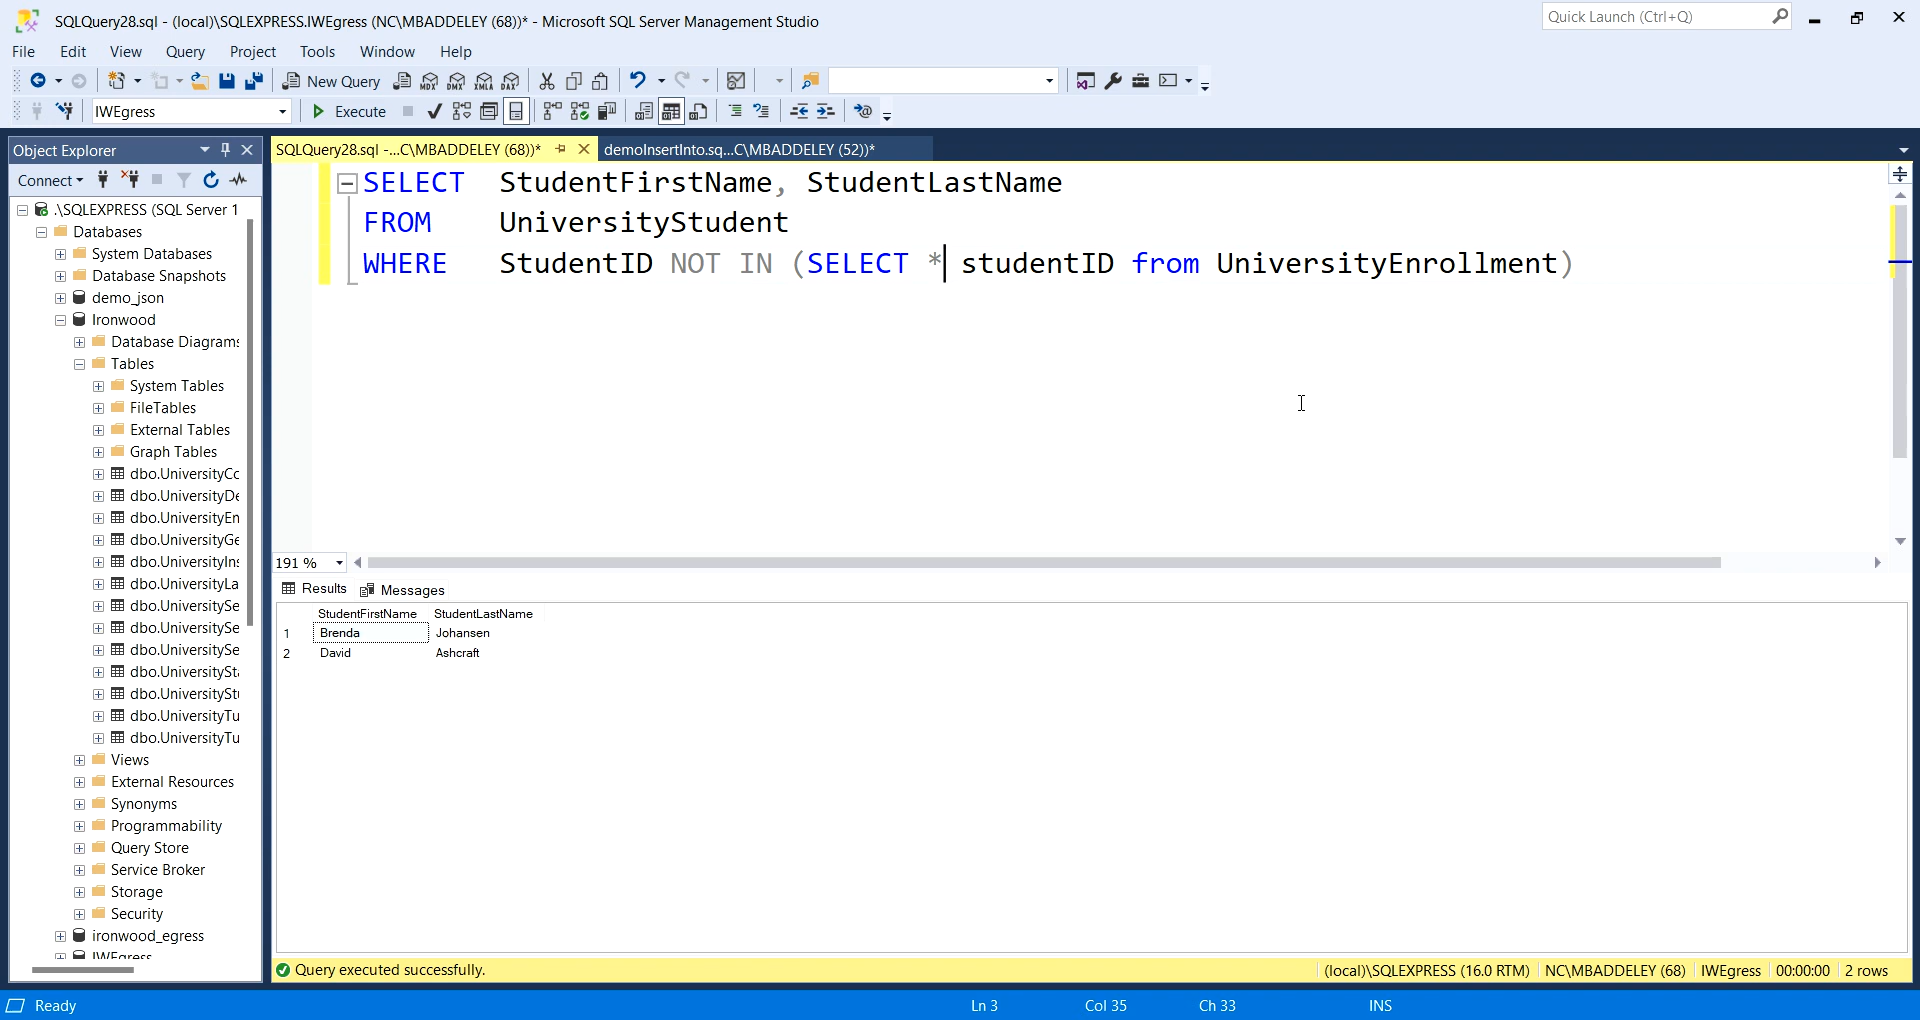 SQLQuery28.sql - (local)\SQLEXPRESS.IWEgress (NC\MBADDELEY (68))* - Microsoft SQL Server Management Studio
Quick Launch (Ctrl+Q)
File Edit View Query Project Tools Window Help
New Query
MDX DMX XMLA DAX
IWEgress
Execute
Object Explorer
SQLQuery28.sql -...C\MBADDELEY (68))*
demoInsertInto.sq...C\MBADDELEY (52))*
Connect
.\SQLEXPRESS (SQL Server 1
Databases
System Databases
Database Snapshots
demo_json
Ironwood
Database Diagrams
Tables
System Tables
FileTables
External Tables
Graph Tables
dbo.UniversityCo
dbo.UniversityDe
dbo.UniversityEn
dbo.UniversityGe
dbo.UniversityIns
dbo.UniversityLa
dbo.UniversitySe
dbo.UniversitySe
dbo.UniversitySe
dbo.UniversitySta
dbo.UniversityStu
dbo.UniversityTu
dbo.UniversityTu
Views
External Resources
Synonyms
Programmability
Query Store
Service Broker
Storage
Security
ironwood_egress
IWEgress
SELECT StudentFirstName, StudentLastName
FROM UniversityStudent
WHERE StudentID NOT IN (SELECT * studentID from UniversityEnrollment)
191 %
Results Messages
StudentFirstName StudentLastName
1 Brenda Johansen
2 David Ashcraft
Query executed successfully.
(local)\SQLEXPRESS (16.0 RTM) NC\MBADDELEY (68) IWEgress 00:00:00 2 rows
Ready Ln 3 Col 35 Ch 33 INS